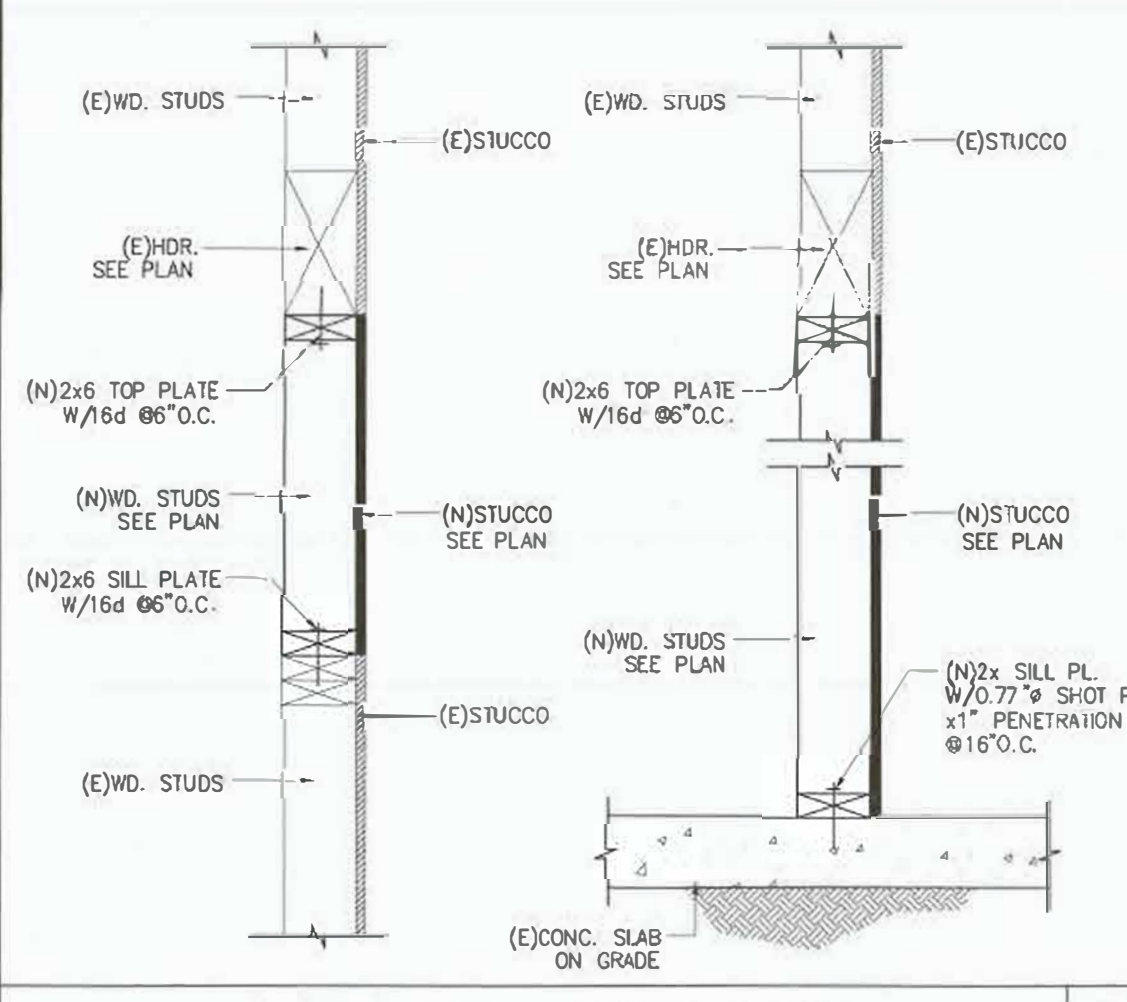 (E)WD. STUDS
(E)STUCCO
(E)HDR.
SEE PLAN
(N)2x6 TOP PLATE
W/16d @6"O.C.
(N)WD. STUDS
SEE PLAN
(N)STUCCO
SEE PLAN
(N)2x6 SILL PLATE
W/16d @6"O.C.
(E)STUCCO
(E)WD. STUDS
(E)WD. STUDS
(E)STUCCO
(E)HDR.
SEE PLAN
(N)2x6 TOP PLATE
W/16d @6"O.C.
(N)STUCCO
SEE PLAN
(N)WD. STUDS
SEE PLAN
(N)2x SILL PL.
W/0.77"ø SHOT
x1" PENETRATION
@16"O.C.
(E)CONC. SLAB
ON GRADE